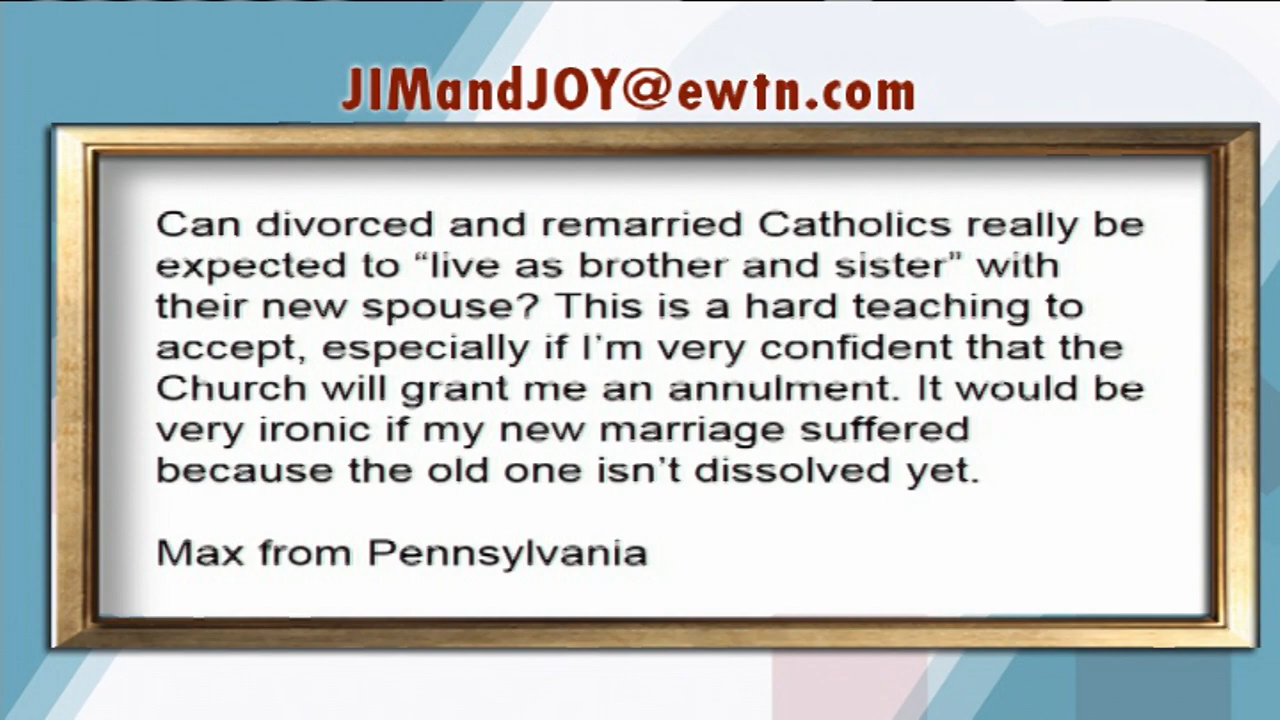 JIMandJOY@ewtn.com
Can divorced and remarried Catholics really be
expected to “live as brother and sister” with
their new spouse? This is a hard teaching to
accept, especially if I’m very confident that the
Church will grant me an annulment. It would be
very ironic if my new marriage suffered
because the old one isn’t dissolved yet.
Max from Pennsylvania